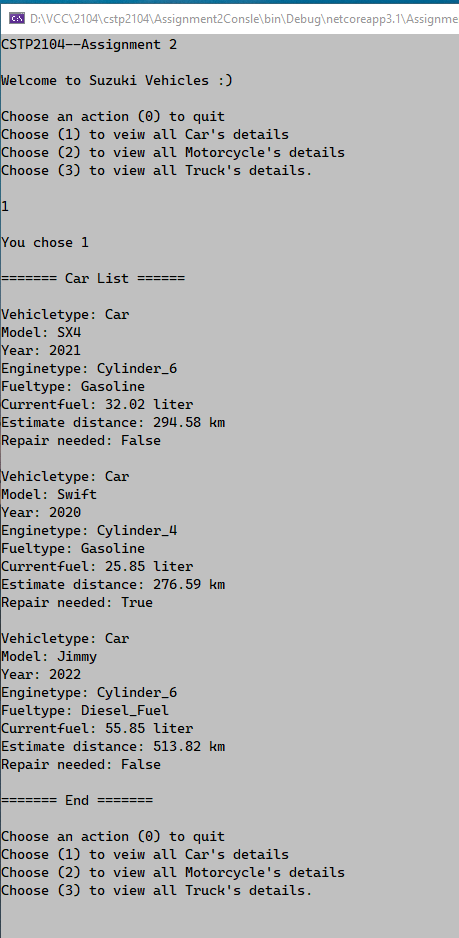 D:\VCC\2104\cstp2104\Assignment2Consle\bin\Debug\netcoreapp3.1\Assignme
CSTP2104--Assignment 2
Welcome to Suzuki Vehicles :)
Choose an action (0) to quit
Choose (1) to veiw all Car's details
Choose (2) to view all Motorcycle's details
Choose (3) to view all Truck's details.
1
You chose 1
======= Car List ======
Vehicletype: Car
Model: SX4
Year: 2021
Enginetype: Cylinder_6
Fueltype: Gasoline
Currentfuel: 32.02 liter
Estimate distance: 294.58 km
Repair needed: False
Vehicletype: Car
Model: Swift
Year: 2020
Enginetype: Cylinder_4
Fueltype: Gasoline
Currentfuel: 25.85 liter
Estimate distance: 276.59 km
Repair needed: True
Vehicletype: Car
Model: Jimmy
Year: 2022
Enginetype: Cylinder_6
Fueltype: Diesel_Fuel
Currentfuel: 55.85 liter
Estimate distance: 513.82 km
Repair needed: False
======= End =======
Choose an action (0) to quit
Choose (1) to veiw all Car's details
Choose (2) to view all Motorcycle's details
Choose (3) to view all Truck's details.